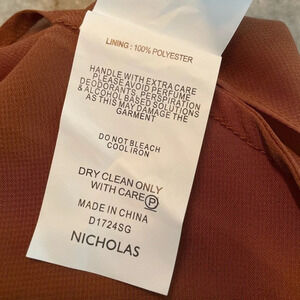 LINING : 100% POLYESTER
HANDLE WITH EXTRA CARE
PLEASE AVOID PERFUME
DEODORANTS, PERSPIRATION
& ALCOHOL BASED SOLUTIONS
AS THIS MAY DAMAGE THE
GARMENT
DO NOT BLEACH
COOL IRON
DRY CLEAN ONLY
WITH CARE Ⓟ
MADE IN CHINA
D1724SG
NICHOLAS